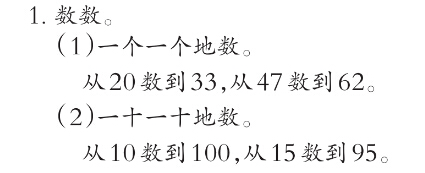 1. 数数。
(1)一个一个地数。
从20数到33,从47数到62。
(2)一十一十地数。
从10数到100,从15数到95。